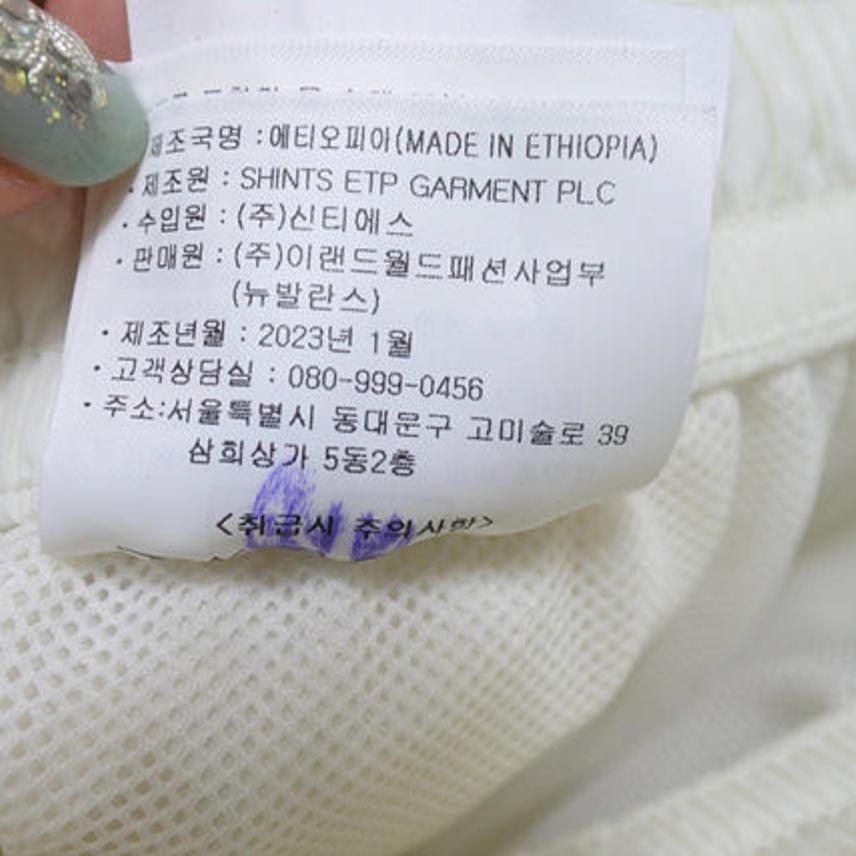 제조국명 : 에티오피아(MADE IN ETHIOPIA)
· 제조원 : SHINTS ETP GARMENT PLC
· 수입원 : (주)신티에스
· 판매원 : (주)이랜드월드패션사업부
(뉴발란스)
· 제조년월 : 2023년 1월
· 고객상담실 : 080-999-0456
· 주소:서울특별시 동대문구 고미술로 39
삼희상가 5동2층
<취급시 주의사항>